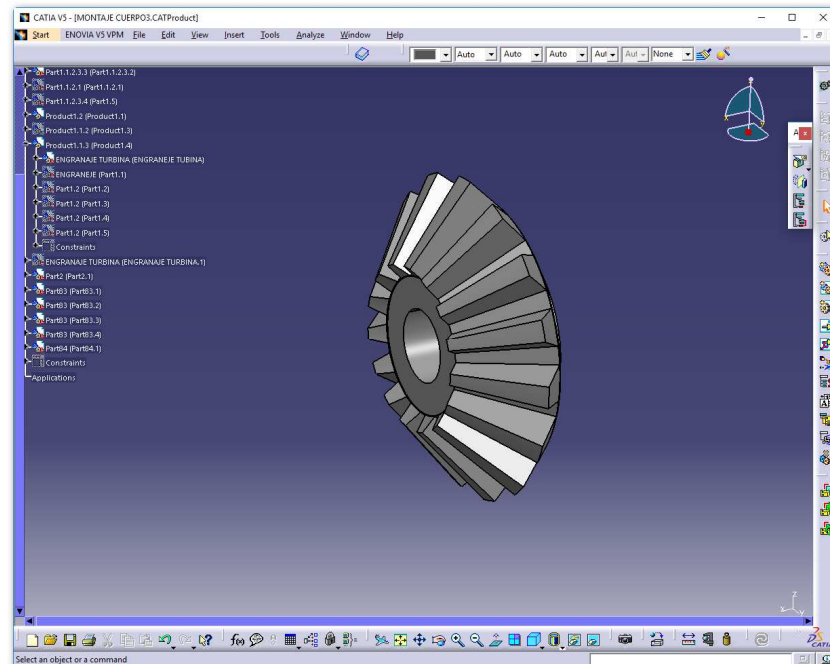 CATIA V5 - [MONTAJE CUERPO3.CATProduct]
Start ENOVIA V5 VPM File Edit View Insert Tools Analyze Window Help
Auto Auto Auto Aut Aut None
Part1.1.2.3.3 (Part1.1.2.3.2)
Part1.1.2.1 (Part1.1.2.1)
Part1.1.2.3.4 (Part1.5)
Product1.2 (Product1.1)
Product1.1.2 (Product1.3)
Product1.1.3 (Product1.4)
ENGRANAJE TURBINA (ENGRANEJE TUBINA)
ENGRANEJE (Part1.1)
Part1.2 (Part1.2)
Part1.2 (Part1.3)
Part1.2 (Part1.4)
Part1.2 (Part1.5)
Constraints
ENGRANAJE TURBINA (ENGRANAJE TURBINA.1)
Part2 (Part2.1)
Part83 (Part83.1)
Part83 (Part83.2)
Part83 (Part83.3)
Part83 (Part83.4)
Part84 (Part84.1)
Constraints
Applications
A
z
x
f(x)
CATIA
Select an object or a command